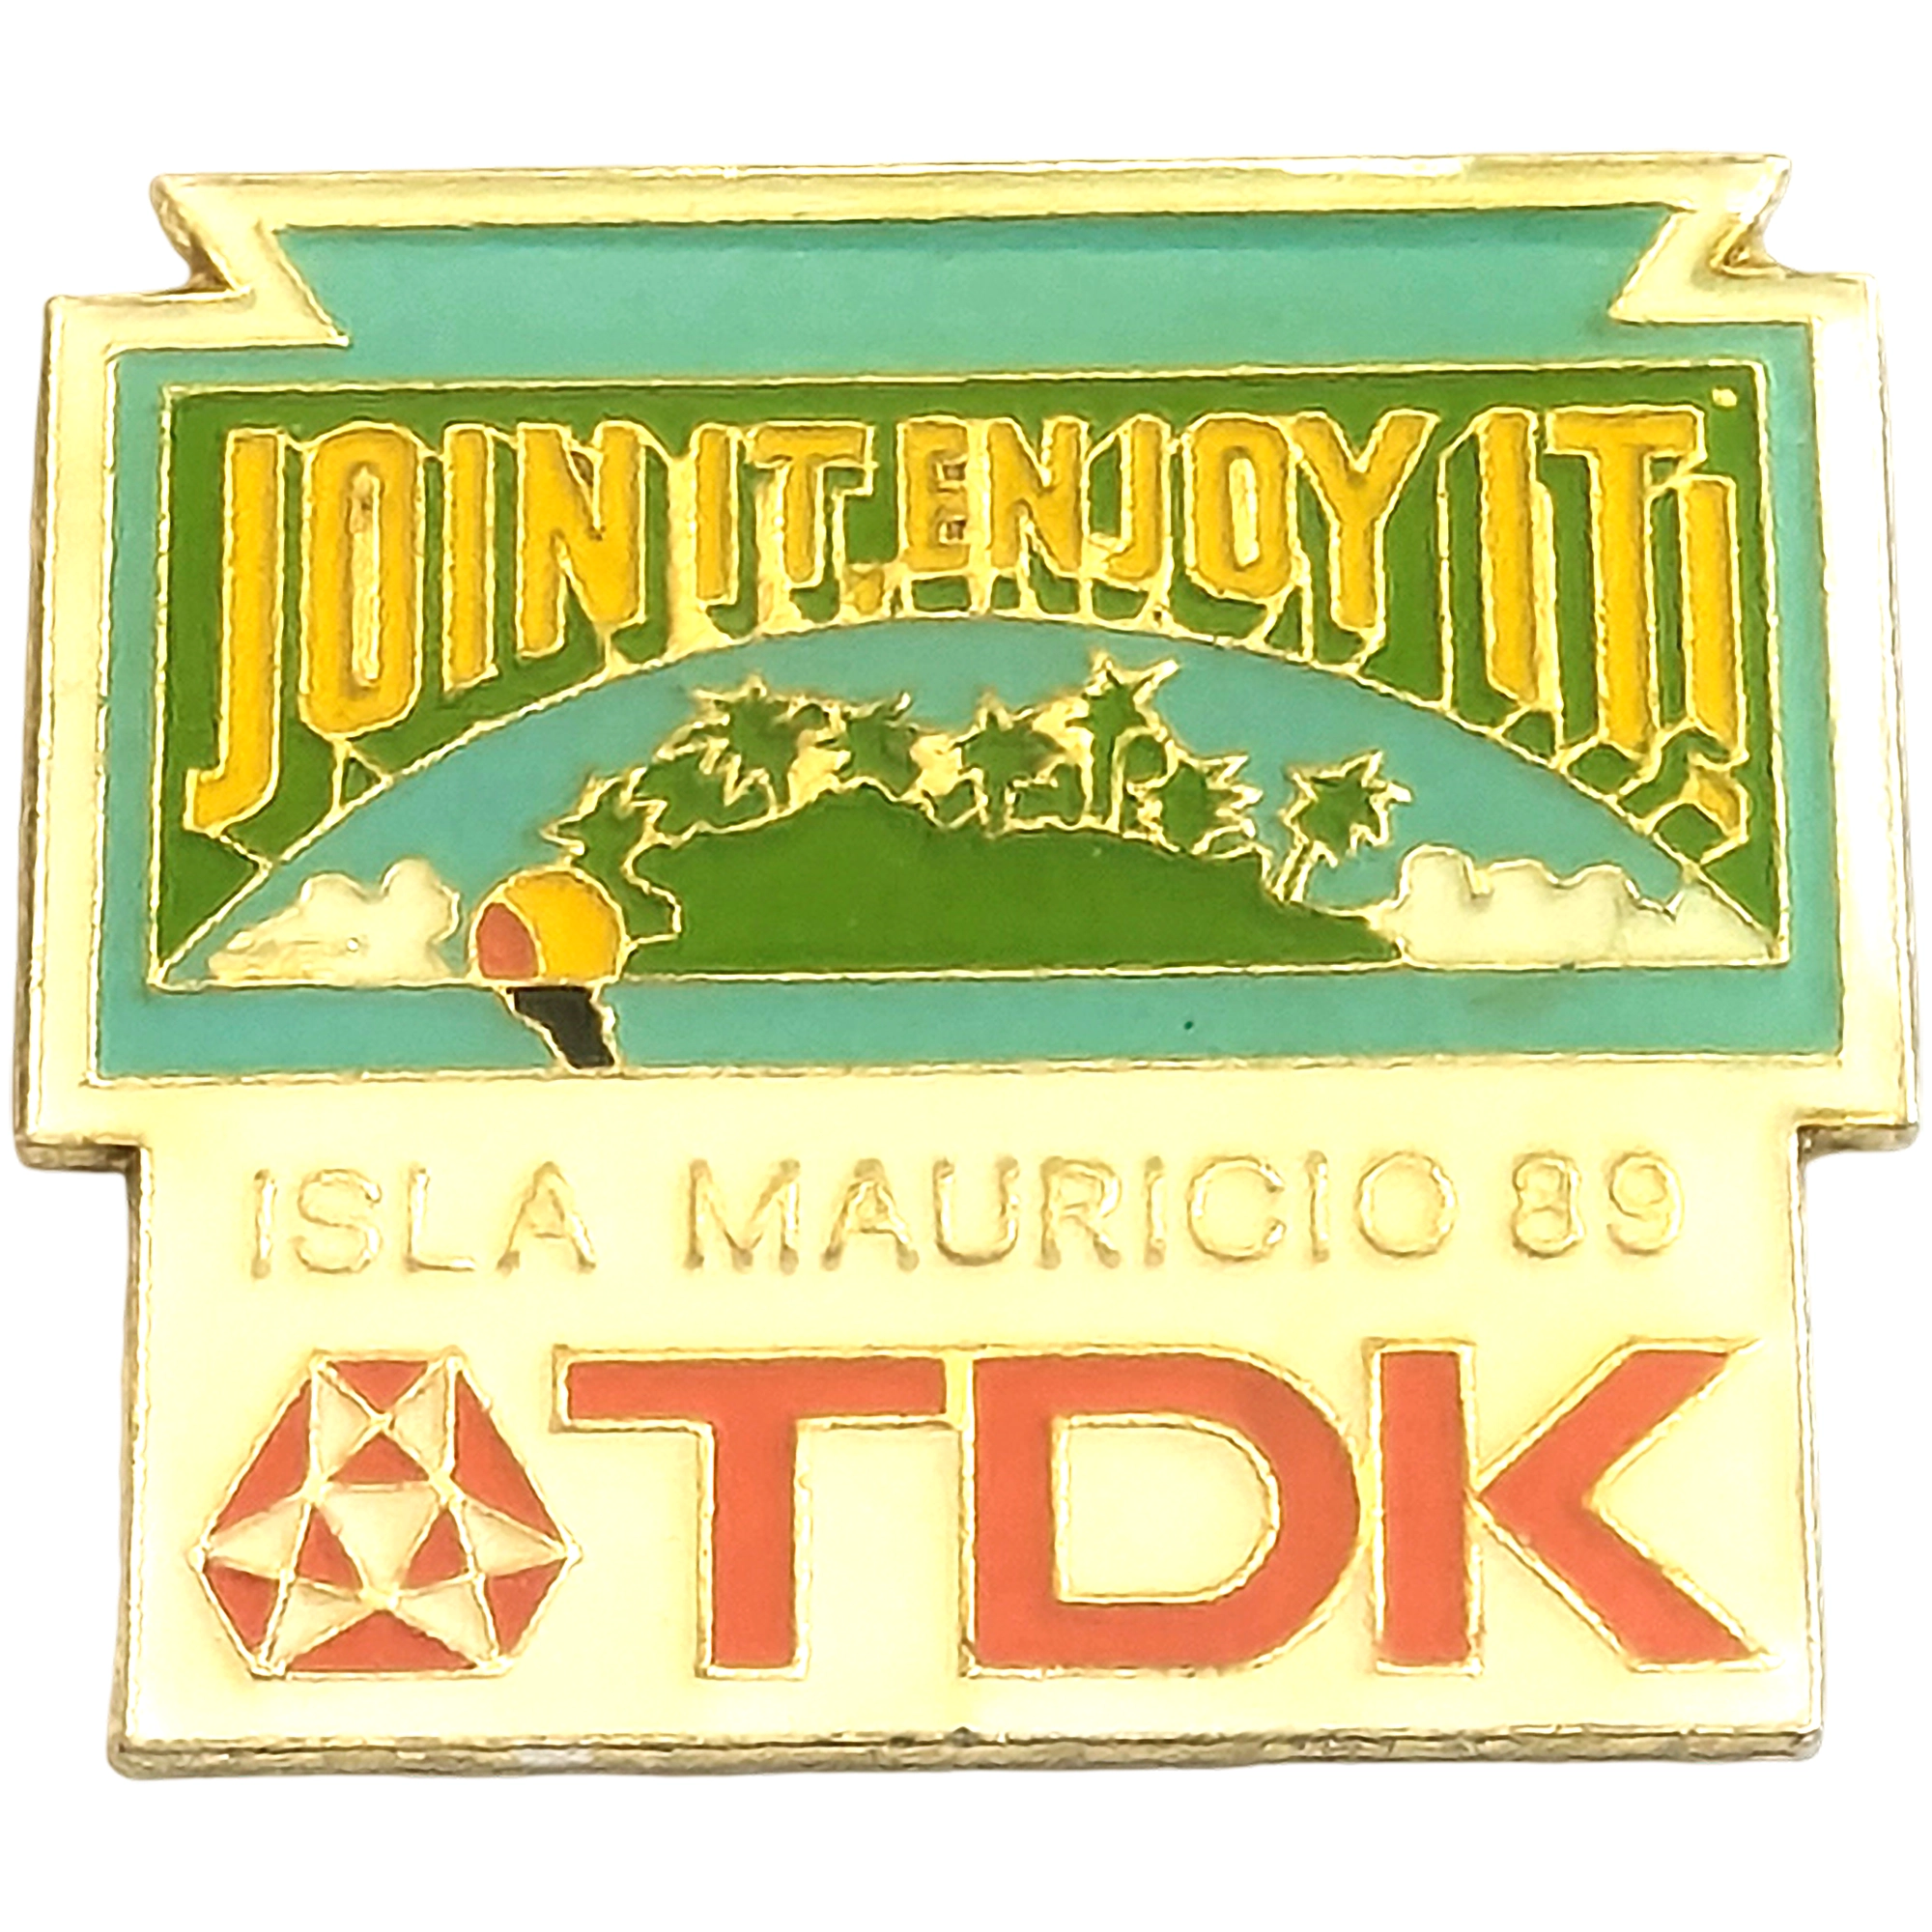 JOIN IT ENJOY IT!
ISLA MAURICIO 89
TDK